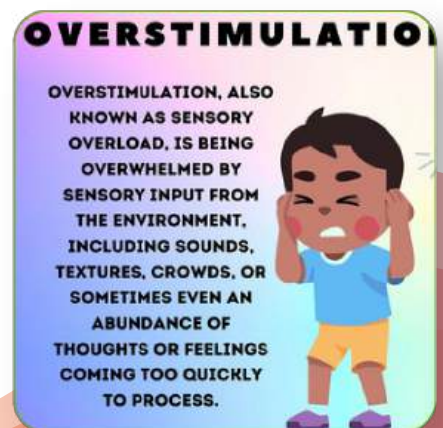 OVERSTIMULATIO
OVERSTIMULATION, ALSO
KNOWN AS SENSORY
OVERLOAD, IS BEING
OVERWHELMED BY
SENSORY INPUT FROM
THE ENVIRONMENT,
INCLUDING SOUNDS,
TEXTURES, CROWDS, OR
SOMETIMES EVEN AN
ABUNDANCE OF
THOUGHTS OR FEELINGS
COMING TOO QUICKLY
TO PROCESS.